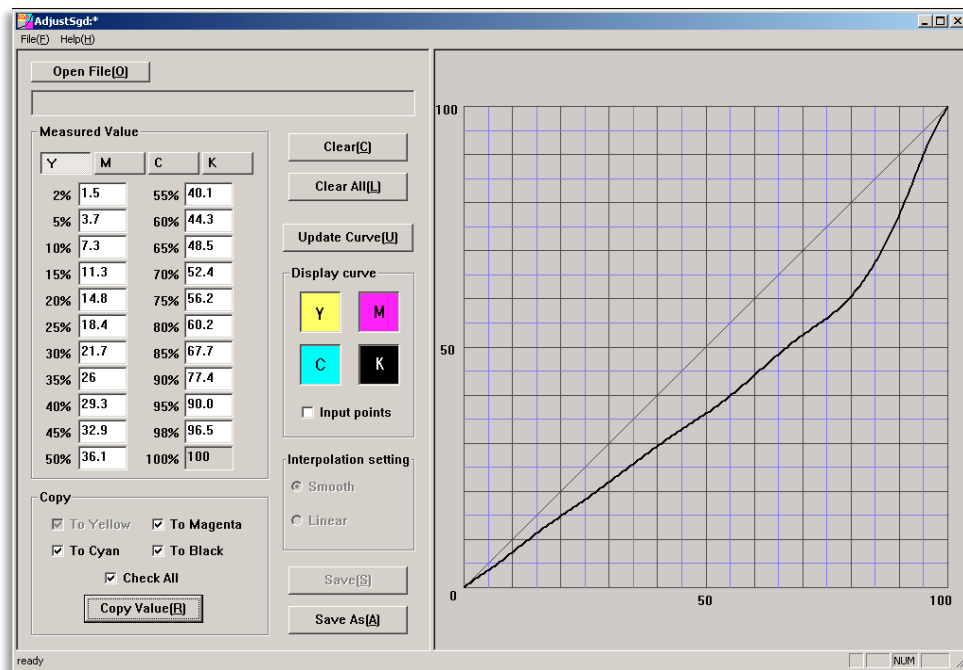 AdjustSgd:*
File(F) Help(H)
Open File(O)
Measured Value
Y M C K
2% 1.5 55% 40.1
5% 3.7 60% 44.3
10% 7.3 65% 48.5
15% 11.3 70% 52.4
20% 14.8 75% 56.2
25% 18.4 80% 60.2
30% 21.7 85% 67.7
35% 26 90% 77.4
40% 29.3 95% 90.0
45% 32.9 98% 96.5
50% 36.1 100% 100
Copy
To Yellow To Magenta
To Cyan To Black
Check All
Copy Value(R)
Clear(C)
Clear All(L)
Update Curve(U)
Display curve
Y M
C K
Input points
Interpolation setting
Smooth
Linear
Save(S)
Save As(A)
100
50
0 50 100
ready NUM